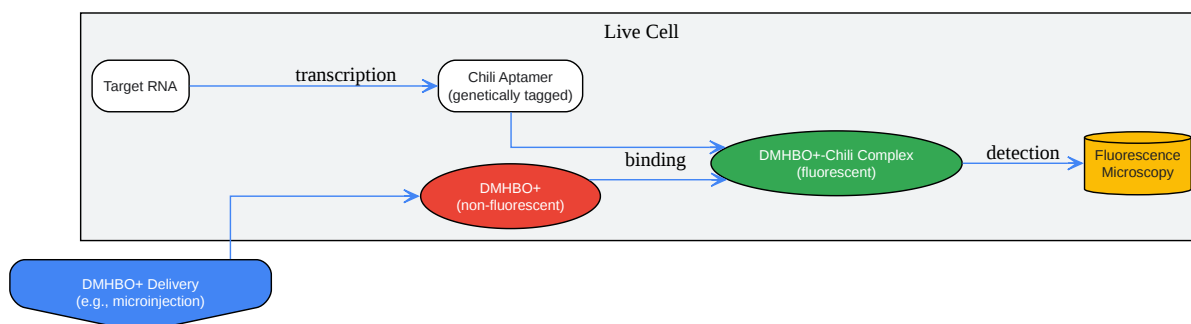 Live Cell
Target RNA
transcription
Chili Aptamer
(genetically tagged)
binding
DMHBO+
(non-fluorescent)
DMHBO+-Chili Complex
(fluorescent)
detection
Fluorescence
Microscopy
DMHBO+ Delivery
(e.g., microinjection)